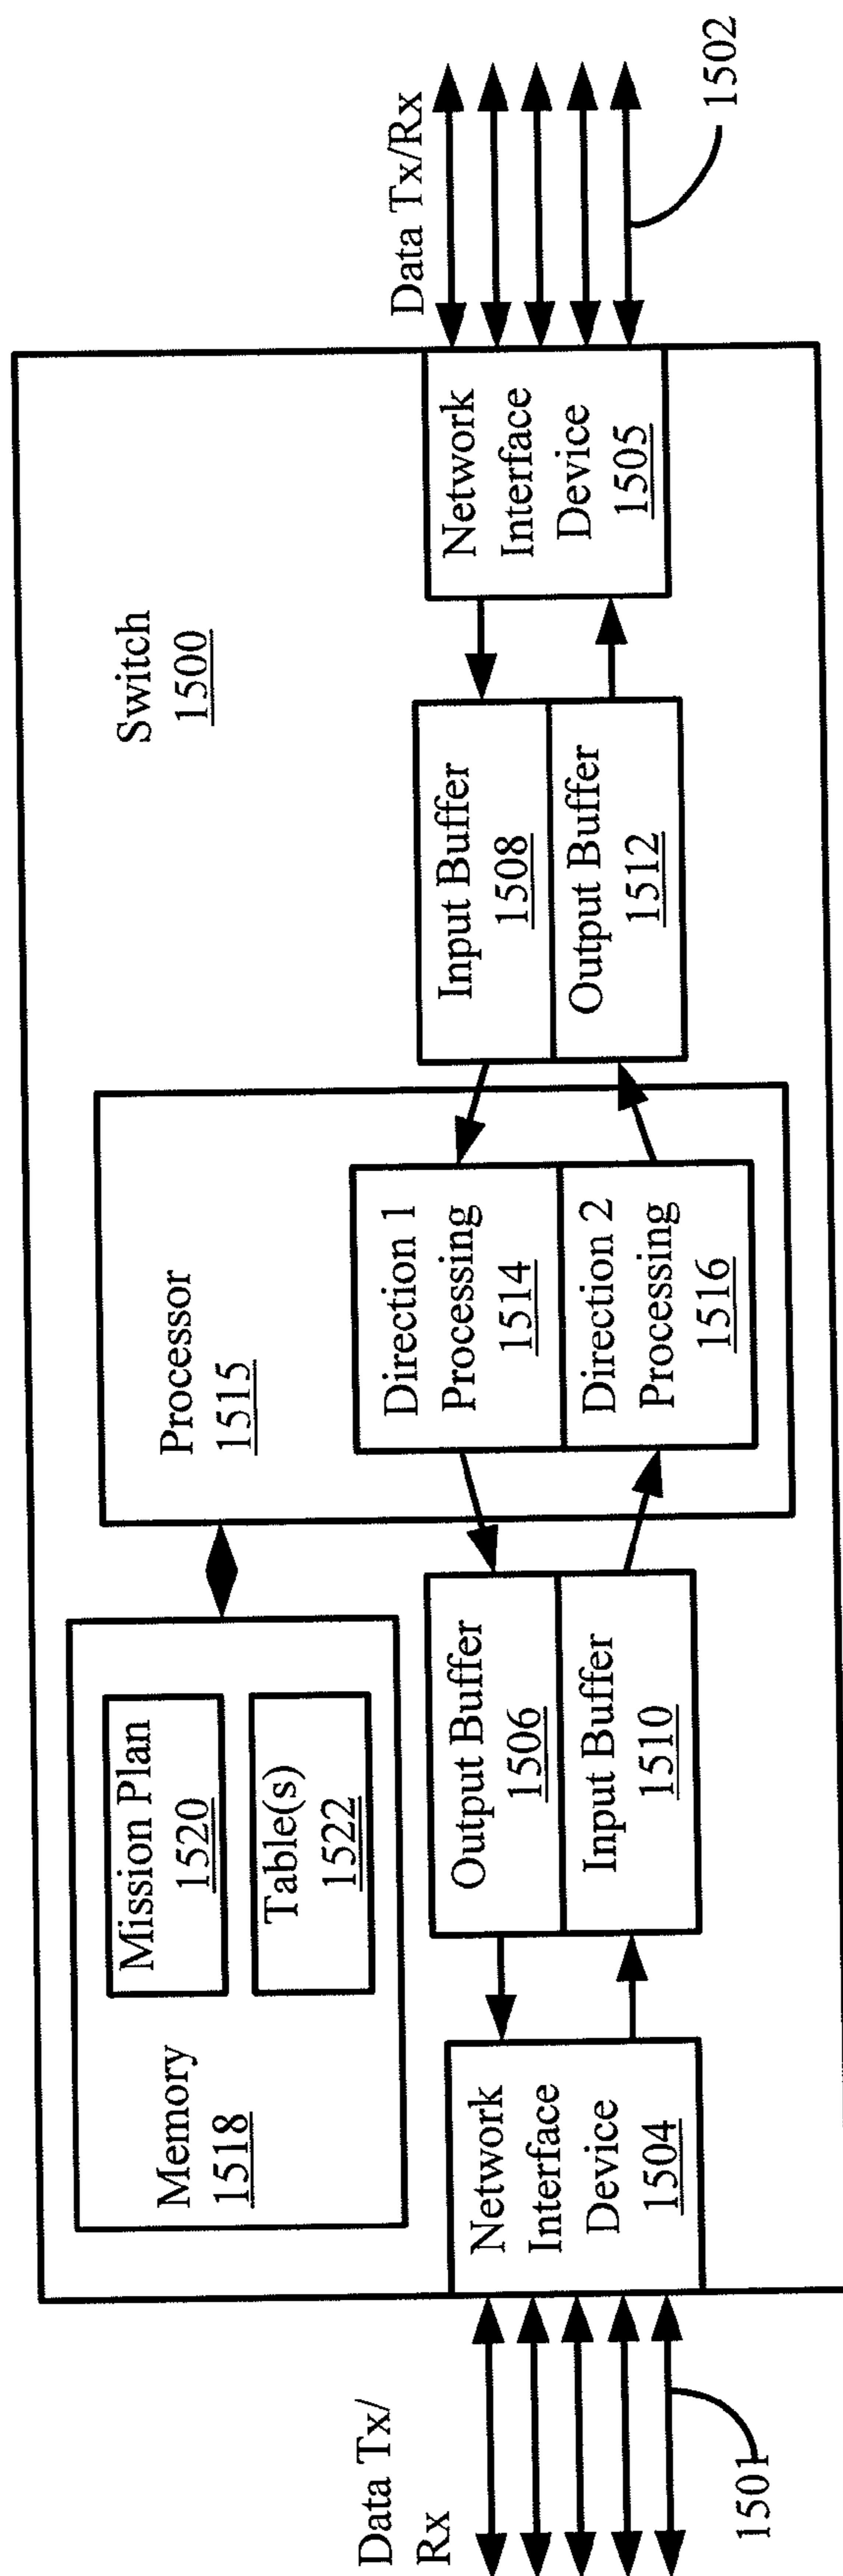 Switch
1500
Memory
1518
Mission Plan
1520
Table(s)
1522
Processor
1515
Data Tx/
Rx
1501
Network
Interface
Device
1504
Output Buffer
1506
Input Buffer
1510
Direction 1
Processing
1514
Direction 2
Processing
1516
Input Buffer
1508
Output Buffer
1512
Network
Interface
Device
1505
Data Tx/Rx
1502